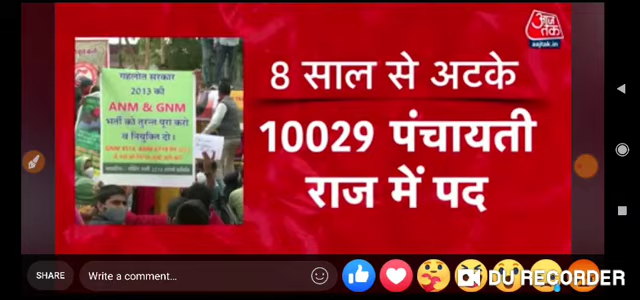 आज तक
aajtak.in
8 साल से अटके
10029 पंचायती
राज में पद
गहलोत सरकार
2013 की
ANM & GNM
भर्ती को तुरन्त पूरा करो
व नियुक्ति दो।
SHARE
Write a comment...
DU RECORDER